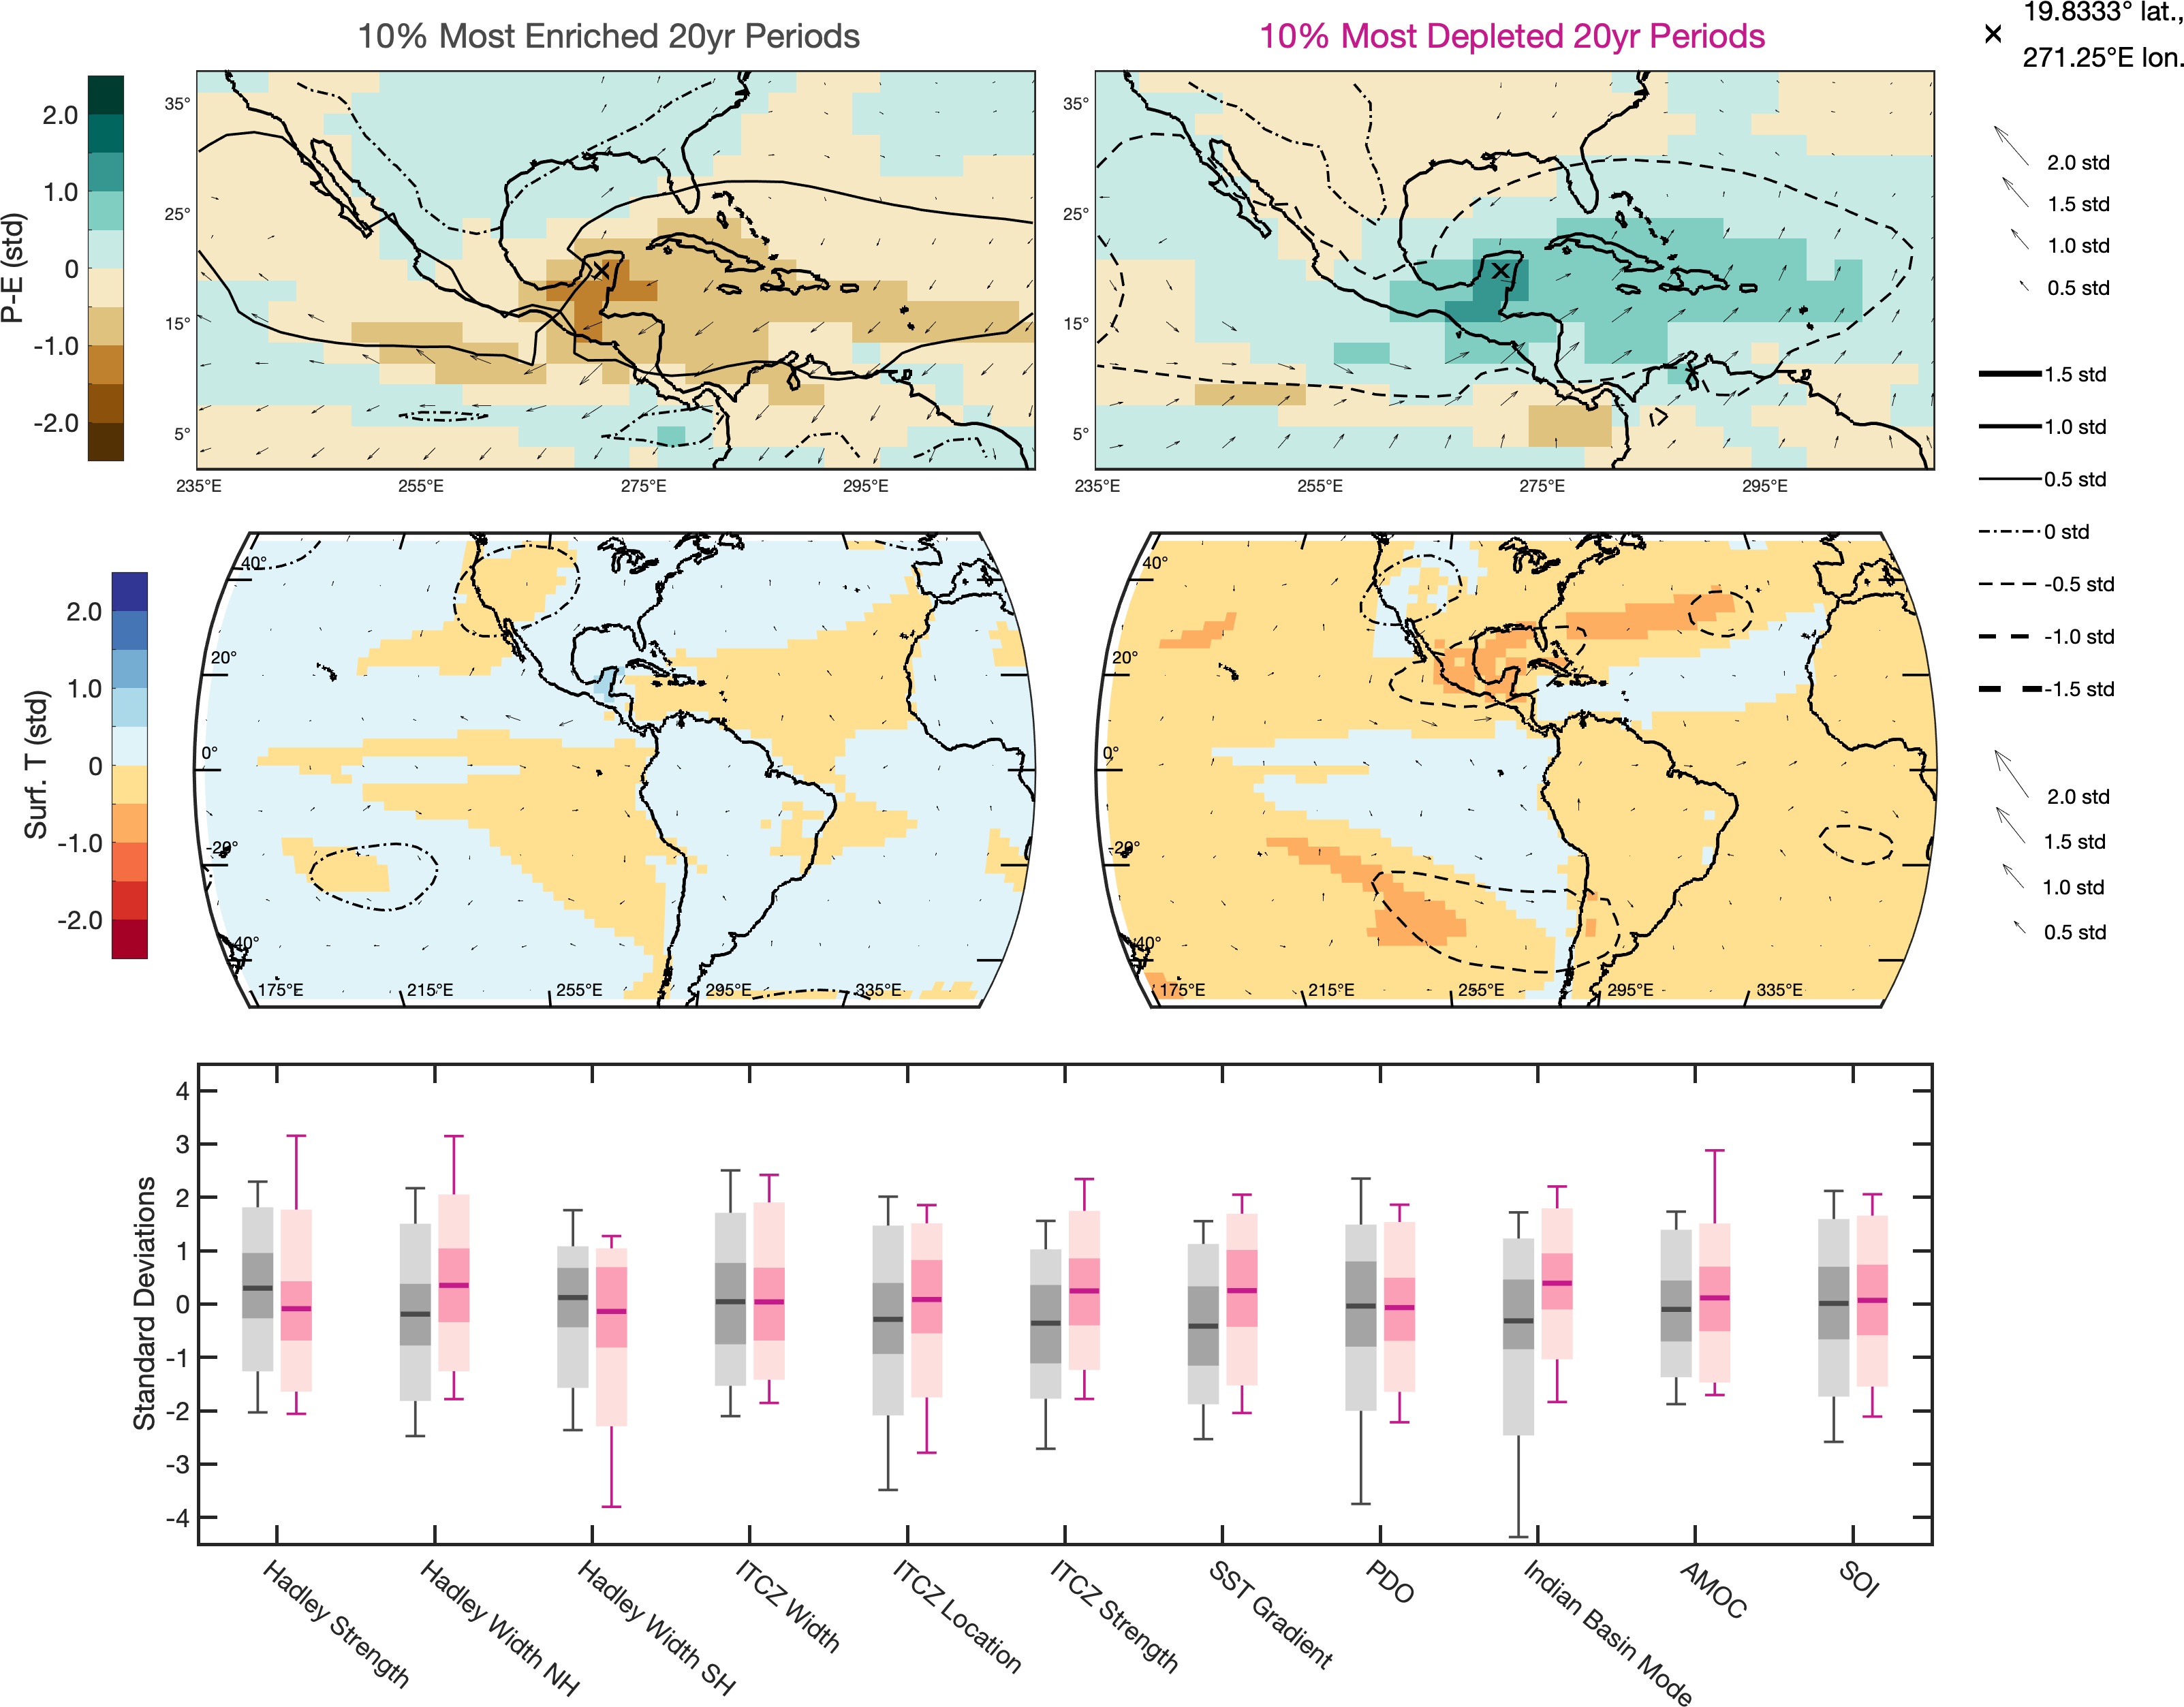 10% Most Enriched 20yr Periods
10% Most Depleted 20yr Periods
19.8333° lat.,
271.25°E lon.
P-E (std)
2.0
1.0
0
-1.0
-2.0
35°
25°
15°
5°
235°E
255°E
275°E
295°E
35°
25°
15°
5°
235°E
255°E
275°E
295°E
2.0 std
1.5 std
1.0 std
0.5 std
1.5 std
1.0 std
0.5 std
0 std
-0.5 std
-1.0 std
-1.5 std
Surf. T (std)
2.0
1.0
0
-1.0
-2.0
40°
20°
0°
-20°
-40°
175°E
215°E
255°E
295°E
335°E
40°
20°
0°
-20°
-40°
175°E
215°E
255°E
295°E
335°E
2.0 std
1.5 std
1.0 std
0.5 std
Standard Deviations
4
3
2
1
0
-1
-2
-3
-4
Hadley Strength
Hadley Width NH
Hadley Width SH
ITCZ Width
ITCZ Location
ITCZ Strength
SST Gradient
PDO
Indian Basin Mode
AMOC
SOI